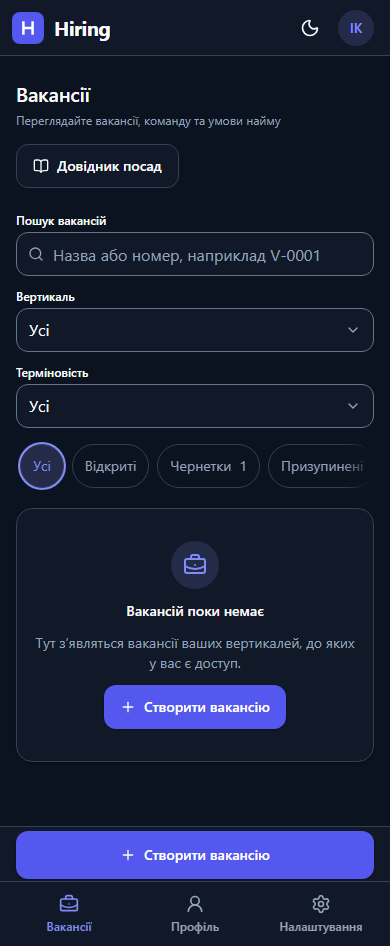 H Hiring ІК
Вакансії
Переглядайте вакансії, команду та умови найму
Довідник посад
Пошук вакансій
Назва або номер, наприклад V-0001
Вертикаль
Усі
Терміновість
Усі
Усі Відкриті Чернетки 1 Призупинені
Вакансій поки немає
Тут з’являться вакансії ваших вертикалей, до яких
у вас є доступ.
Створити вакансію
Створити вакансію
Вакансії Профіль Налаштування